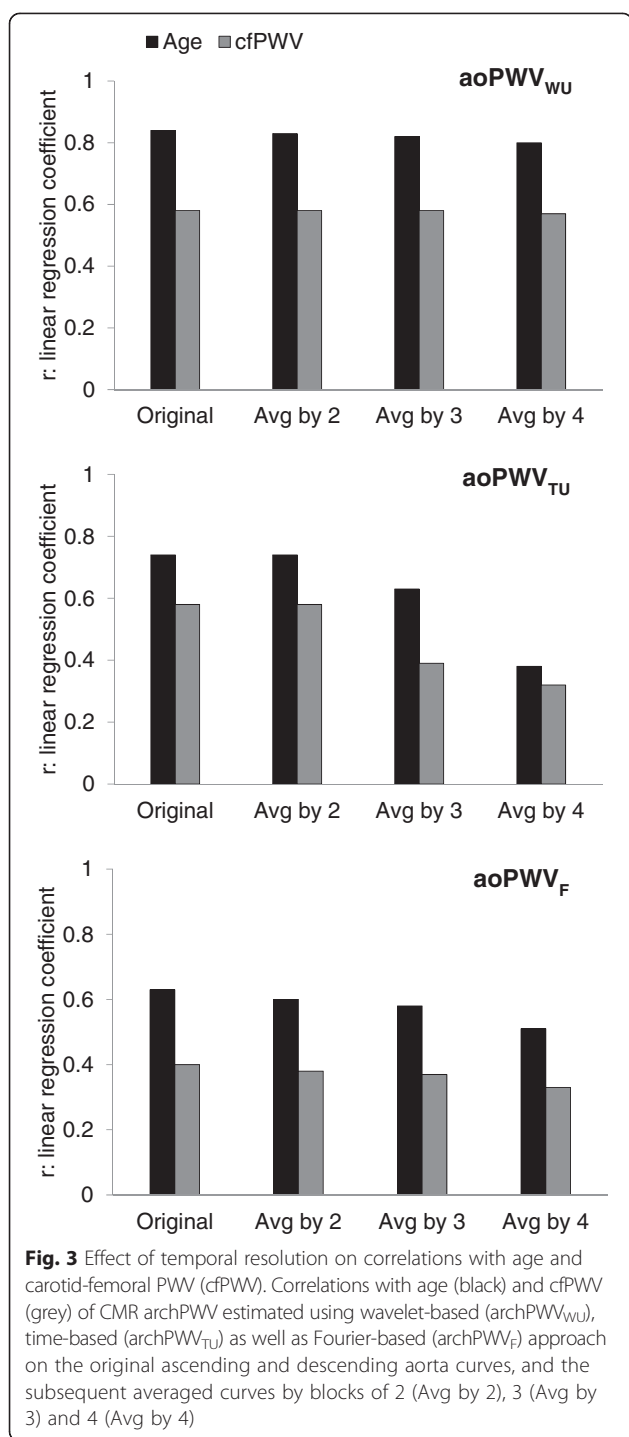 Age cfPWV
aoPWV_WU
r: linear regression coefficient
1
0.8
0.6
0.4
0.2
0
Original Avg by 2 Avg by 3 Avg by 4
aoPWV_TU
r: linear regression coefficient
1
0.8
0.6
0.4
0.2
0
Original Avg by 2 Avg by 3 Avg by 4
aoPWV_F
r: linear regression coefficient
1
0.8
0.6
0.4
0.2
0
Original Avg by 2 Avg by 3 Avg by 4
Fig. 3 Effect of temporal resolution on correlations with age and
carotid-femoral PWV (cfPWV). Correlations with age (black) and cfPWV
(grey) of CMR archPWV estimated using wavelet-based (archPWV_WU),
time-based (archPWV_TU) as well as Fourier-based (archPWV_F) approach
on the original ascending and descending aorta curves, and the
subsequent averaged curves by blocks of 2 (Avg by 2), 3 (Avg by
3) and 4 (Avg by 4)